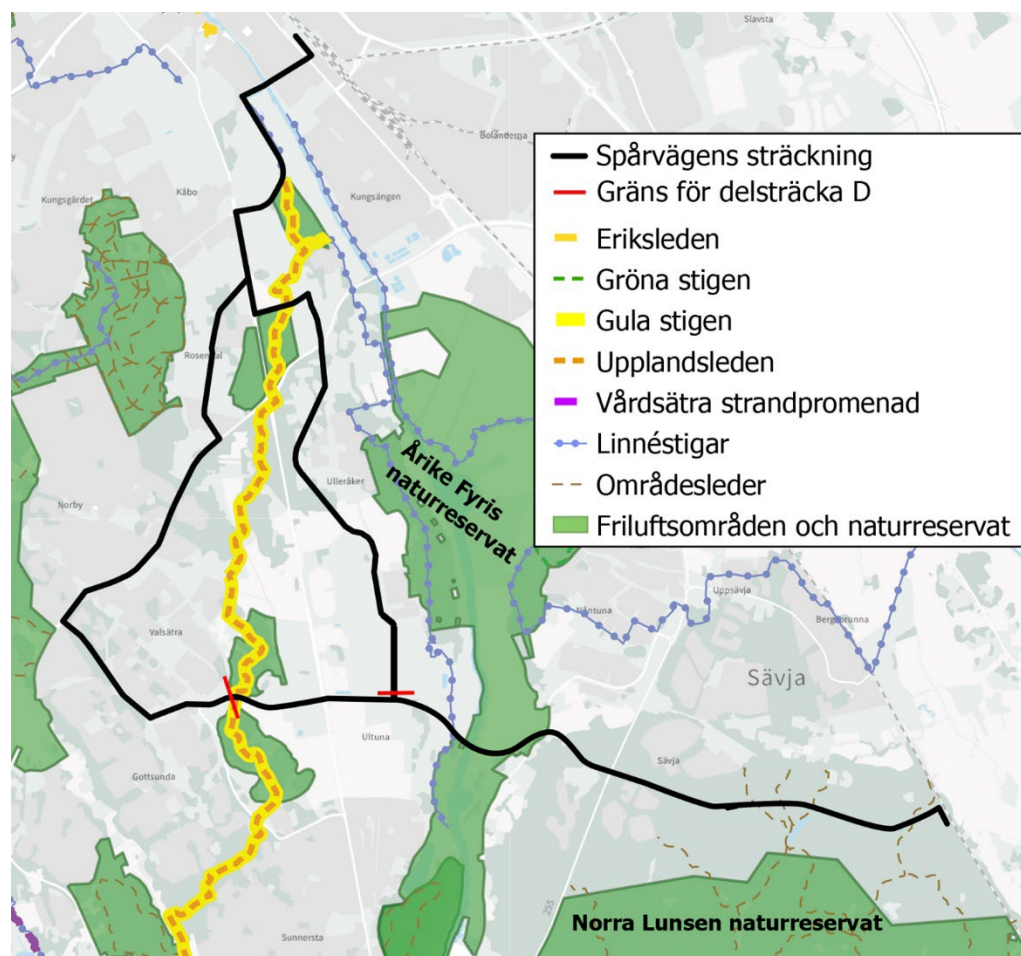 Slavsta
Boländerna
Kungsgärdet
Kåbo
Kungsängen
Spårvägens sträckning
Gräns för delsträcka D
Eriksleden
Gröna stigen
Gula stigen
Upplandsleden
Vårdsätra strandpromenad
Linnéstigar
Områdesleder
Friluftsområden och naturreservat
Rosendal
Årike Fyris
naturreservat
Ulleråker
Norby
Nåntuna
Uppsävja
Bergsbrunna
Valsätra
Sävja
Ultuna
Gottsunda
Sävja
255
Norra Lunsen naturreservat
Sunnersta